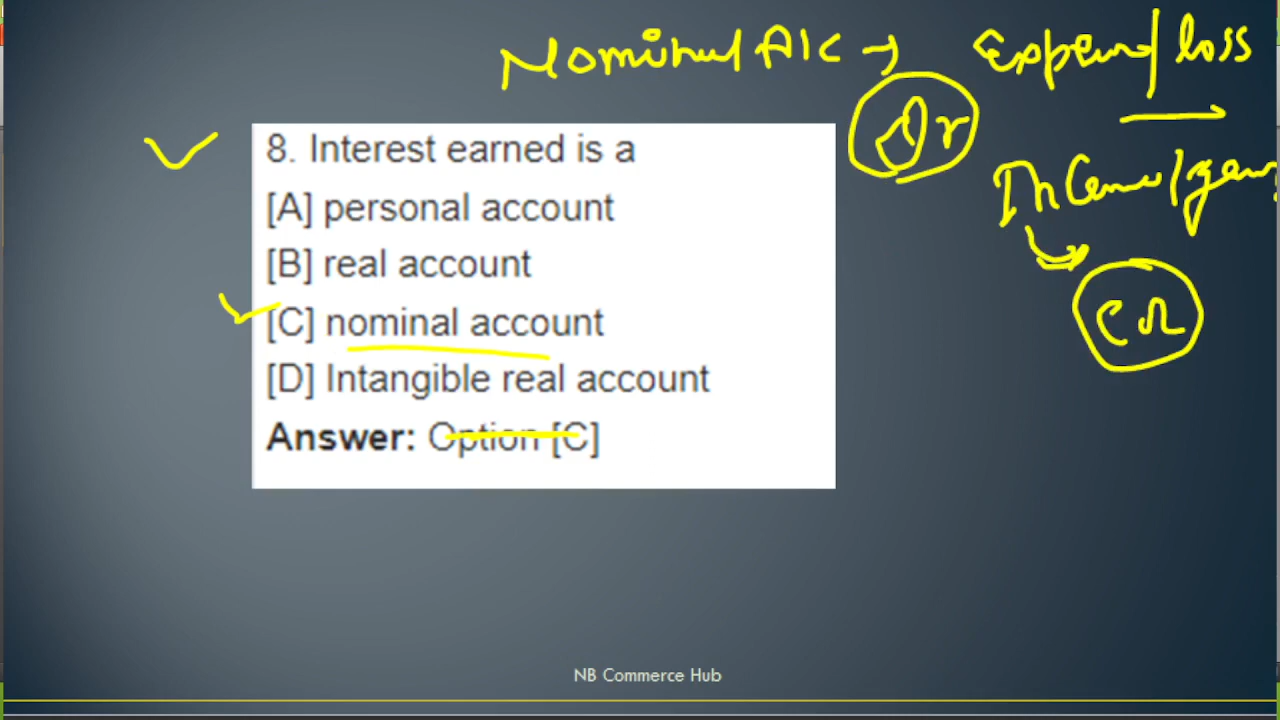 Nominal A/c → Expens/loss
Dr
Income/gain
Cr
8. Interest earned is a
[A] personal account
[B] real account
[C] nominal account
[D] Intangible real account
Answer: Option [C]
NB Commerce Hub